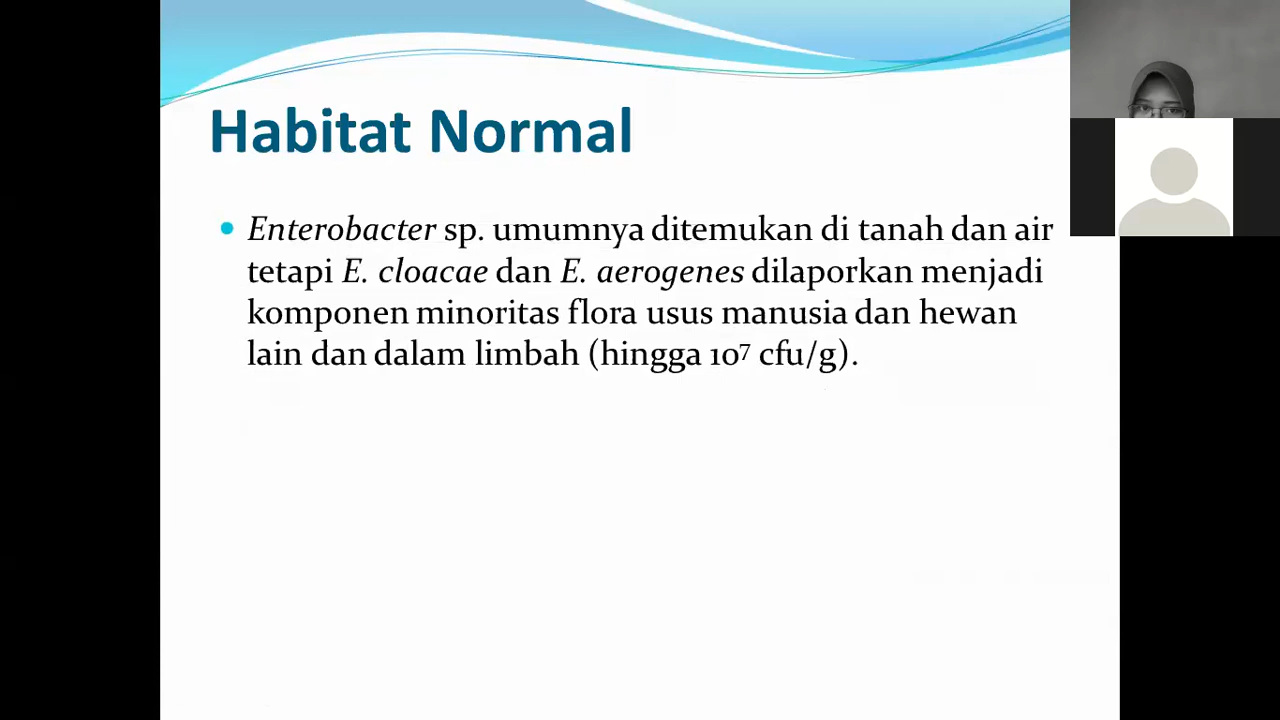 Habitat Normal
• Enterobacter sp. umumnya ditemukan di tanah dan air
tetapi E. cloacae dan E. aerogenes dilaporkan menjadi
komponen minoritas flora usus manusia dan hewan
lain dan dalam limbah (hingga 10⁷ cfu/g).